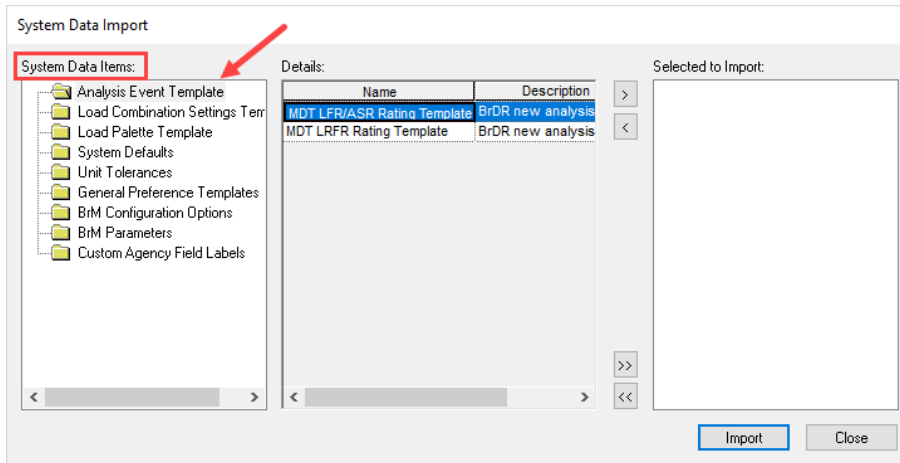 System Data Import
System Data Items:
Analysis Event Template
Load Combination Settings Terr
Load Palette Template
System Defaults
Unit Tolerances
General Preference Templates
BrM Configuration Options
BrM Parameters
Custom Agency Field Labels
Details:
Name Description
MDT LFR/ASR Rating Template BrDR new analysis
MDT LRFR Rating Template BrDR new analysis
>
<
>>
<<
Selected to Import:
Import Close